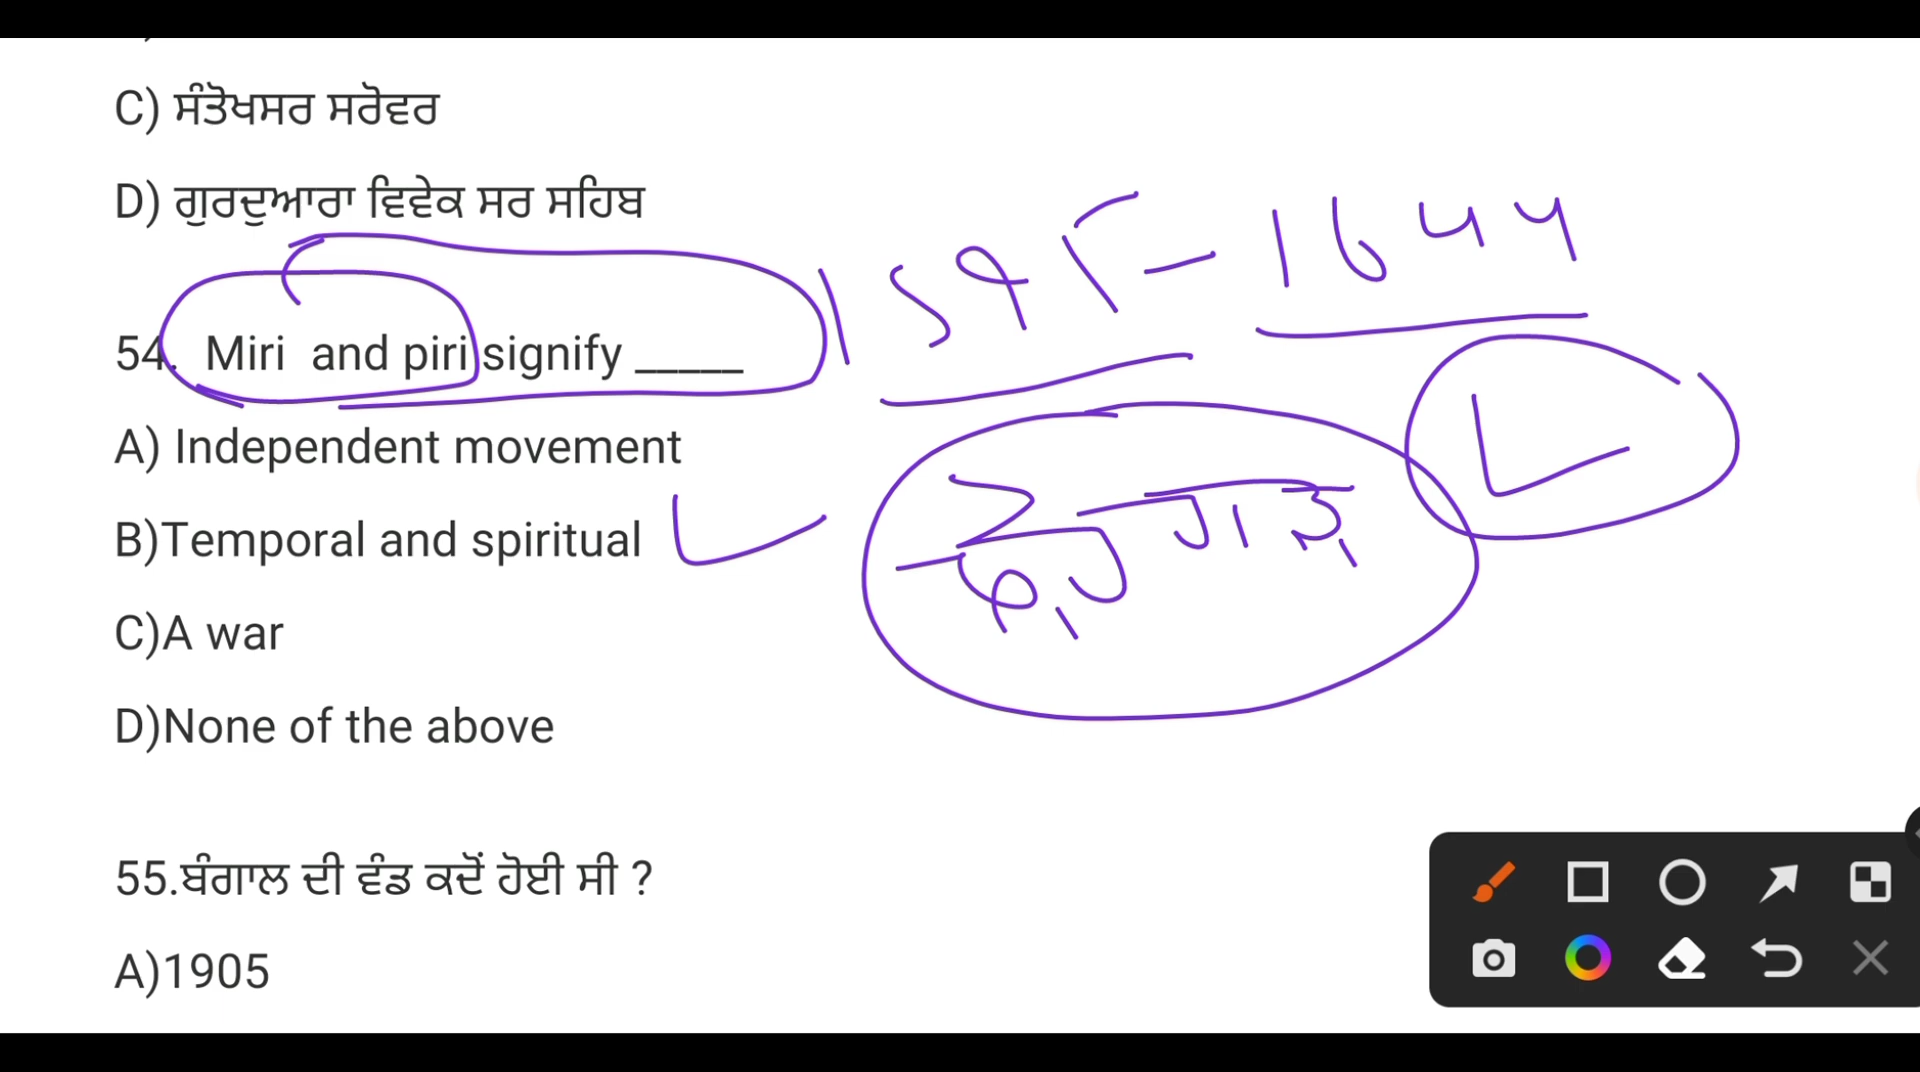 C) ਸੰਤੋਖਸਰ ਸਰੋਵਰ
D) ਗੁਰਦੁਆਰਾ ਵਿਵੇਕ ਸਰ ਸਹਿਬ
1595 - 1644
54. Miri and piri signify _____
A) Independent movement
B)Temporal and spiritual
C)A war
D)None of the above
55.ਬੰਗਾਲ ਦੀ ਵੰਡ ਕਦੋਂ ਹੋਈ ਸੀ ?
A)1905